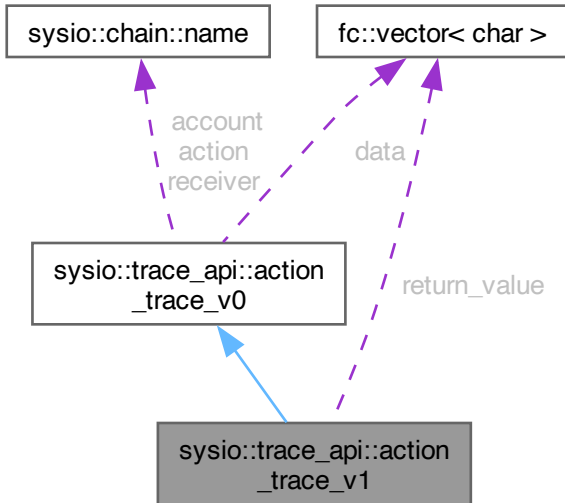 sysio::chain::name
fc::vector< char >
account
action
receiver
data
sysio::trace_api::action
_trace_v0
return_value
sysio::trace_api::action
_trace_v1